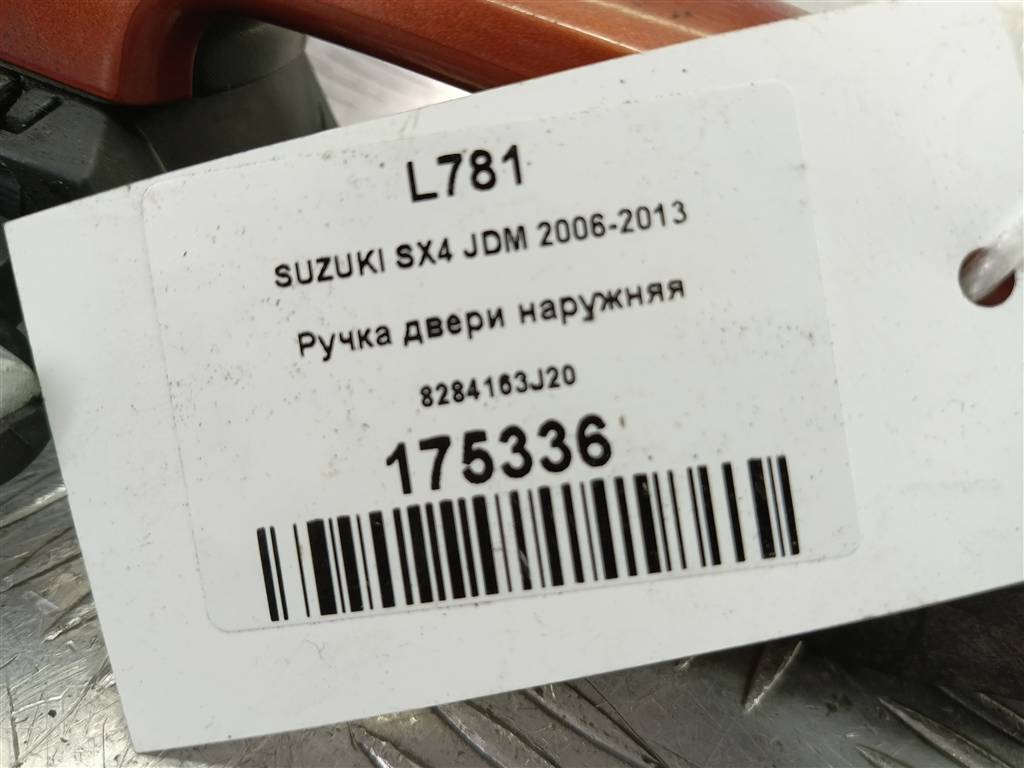 L781
SUZUKI SX4 JDM 2006-2013
Ручка двери наружняя
8284163J20
175336